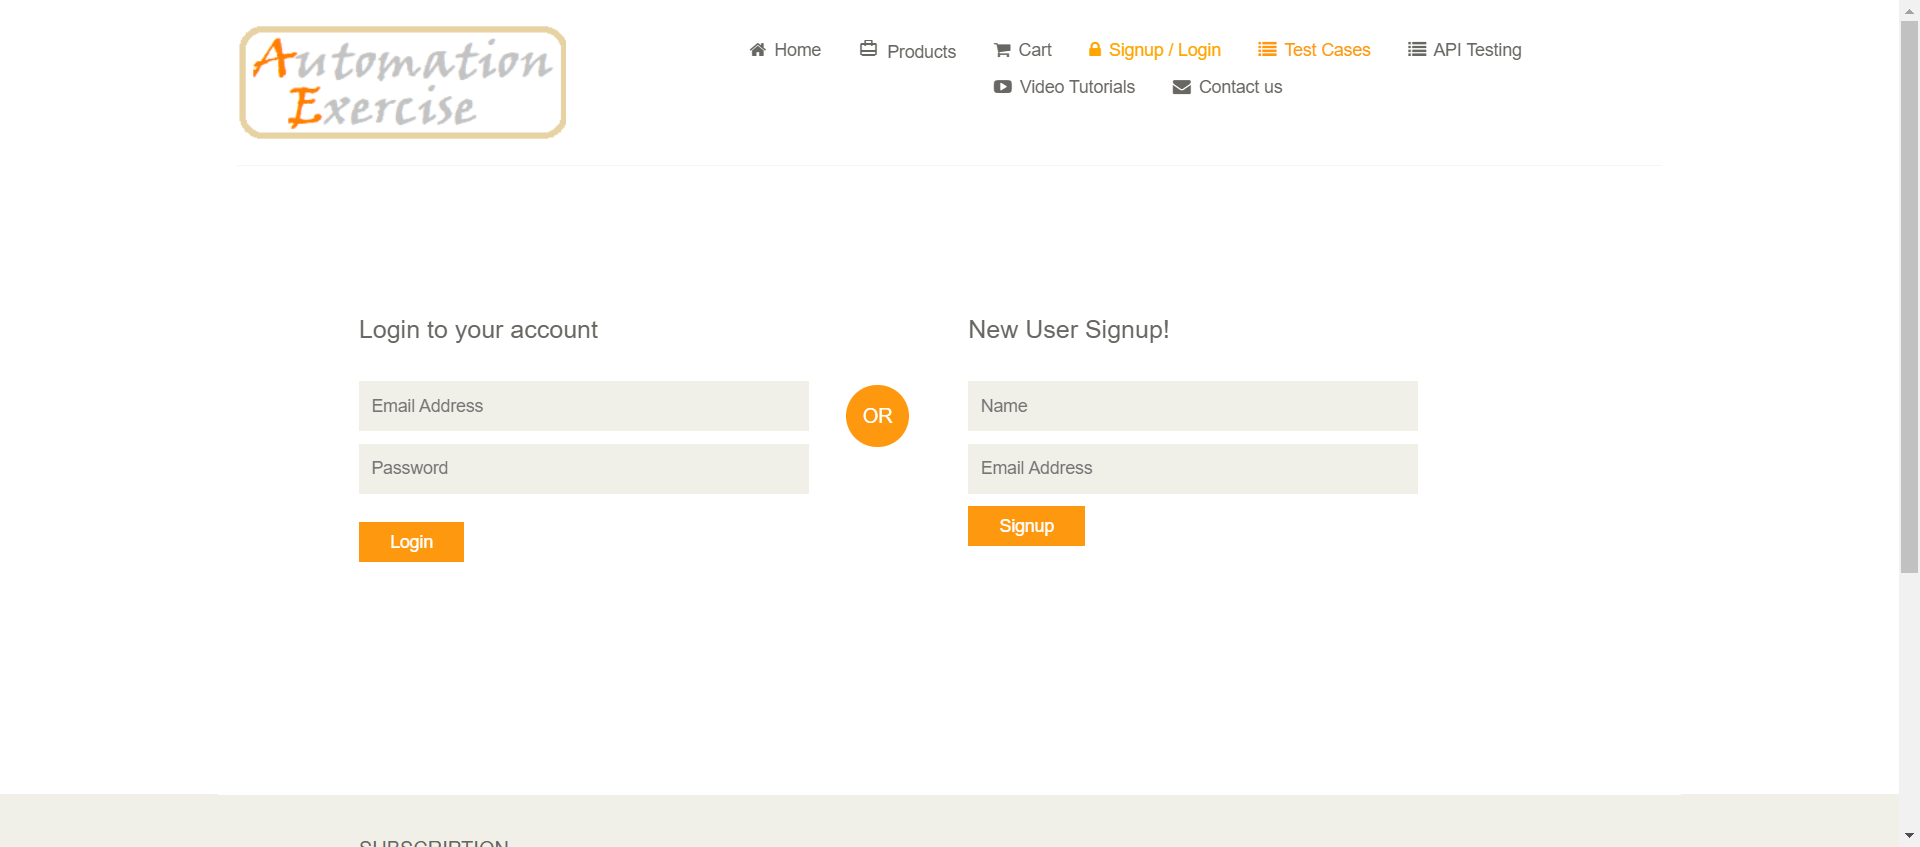 Automation
Exercise
Home Products Cart Signup / Login Test Cases API Testing
Video Tutorials Contact us
Login to your account
Email Address
Password
Login
OR
New User Signup!
Name
Email Address
Signup
SUBSCRIPTION